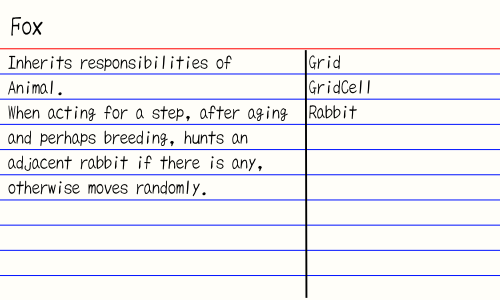 Fox
Inherits responsibilities of
Animal.
When acting for a step, after aging
and perhaps breeding, hunts an
adjacent rabbit if there is any,
otherwise moves randomly.
Grid
GridCell
Rabbit